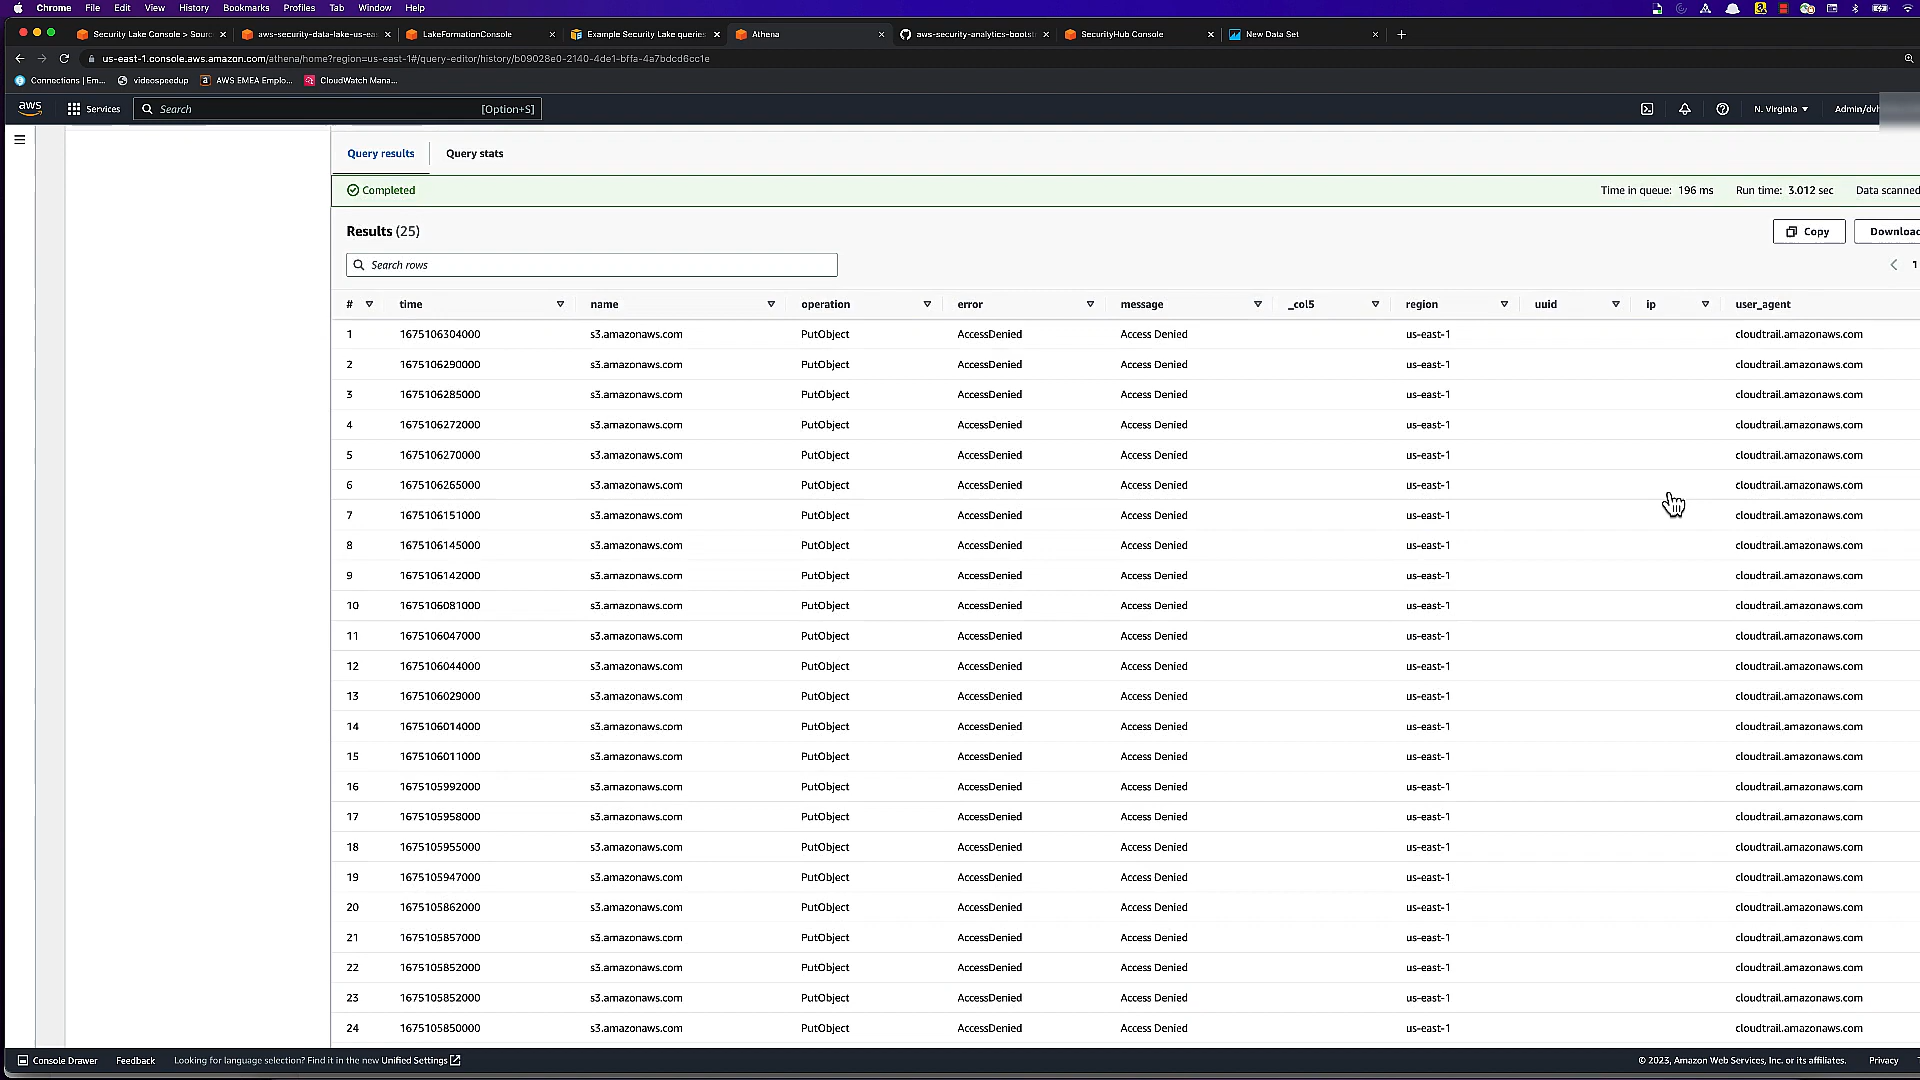 Chrome File Edit View History Bookmarks Profiles Tab Window Help
Security Lake Console > Sour aws-security-data-lake-us-eas LakeFormationConsole Example Security Lake queries Athena aws-security-analytics-bootst SecurityHub Console New Data Set
us-east-1.console.aws.amazon.com/athena/home?region=us-east-1#/query-editor/history/b09028e0-2140-4de1-bffa-4a7bdcd6cc1e
Connections | Em... videospeedup AWS EMEA Emplo... CloudWatch Mana...
aws Services Search [Option+S] N. Virginia Admin/dvh
Query results Query stats
Completed Time in queue: 196 ms Run time: 3.012 sec Data scanned
Results (25) Copy Download
Search rows 1
# time name operation error message _col5 region uuid ip user_agent
1 1675106304000 s3.amazonaws.com PutObject AccessDenied Access Denied us-east-1 cloudtrail.amazonaws.com
2 1675106290000 s3.amazonaws.com PutObject AccessDenied Access Denied us-east-1 cloudtrail.amazonaws.com
3 1675106285000 s3.amazonaws.com PutObject AccessDenied Access Denied us-east-1 cloudtrail.amazonaws.com
4 1675106272000 s3.amazonaws.com PutObject AccessDenied Access Denied us-east-1 cloudtrail.amazonaws.com
5 1675106270000 s3.amazonaws.com PutObject AccessDenied Access Denied us-east-1 cloudtrail.amazonaws.com
6 1675106265000 s3.amazonaws.com PutObject AccessDenied Access Denied us-east-1 cloudtrail.amazonaws.com
7 1675106151000 s3.amazonaws.com PutObject AccessDenied Access Denied us-east-1 cloudtrail.amazonaws.com
8 1675106145000 s3.amazonaws.com PutObject AccessDenied Access Denied us-east-1 cloudtrail.amazonaws.com
9 1675106142000 s3.amazonaws.com PutObject AccessDenied Access Denied us-east-1 cloudtrail.amazonaws.com
10 1675106081000 s3.amazonaws.com PutObject AccessDenied Access Denied us-east-1 cloudtrail.amazonaws.com
11 1675106047000 s3.amazonaws.com PutObject AccessDenied Access Denied us-east-1 cloudtrail.amazonaws.com
12 1675106044000 s3.amazonaws.com PutObject AccessDenied Access Denied us-east-1 cloudtrail.amazonaws.com
13 1675106029000 s3.amazonaws.com PutObject AccessDenied Access Denied us-east-1 cloudtrail.amazonaws.com
14 1675106014000 s3.amazonaws.com PutObject AccessDenied Access Denied us-east-1 cloudtrail.amazonaws.com
15 1675106011000 s3.amazonaws.com PutObject AccessDenied Access Denied us-east-1 cloudtrail.amazonaws.com
16 1675105992000 s3.amazonaws.com PutObject AccessDenied Access Denied us-east-1 cloudtrail.amazonaws.com
17 1675105958000 s3.amazonaws.com PutObject AccessDenied Access Denied us-east-1 cloudtrail.amazonaws.com
18 1675105955000 s3.amazonaws.com PutObject AccessDenied Access Denied us-east-1 cloudtrail.amazonaws.com
19 1675105947000 s3.amazonaws.com PutObject AccessDenied Access Denied us-east-1 cloudtrail.amazonaws.com
20 1675105862000 s3.amazonaws.com PutObject AccessDenied Access Denied us-east-1 cloudtrail.amazonaws.com
21 1675105857000 s3.amazonaws.com PutObject AccessDenied Access Denied us-east-1 cloudtrail.amazonaws.com
22 1675105852000 s3.amazonaws.com PutObject AccessDenied Access Denied us-east-1 cloudtrail.amazonaws.com
23 1675105852000 s3.amazonaws.com PutObject AccessDenied Access Denied us-east-1 cloudtrail.amazonaws.com
24 1675105850000 s3.amazonaws.com PutObject AccessDenied Access Denied us-east-1 cloudtrail.amazonaws.com
Console Drawer Feedback Looking for language selection? Find it in the new Unified Settings © 2023, Amazon Web Services, Inc. or its affiliates. Privacy